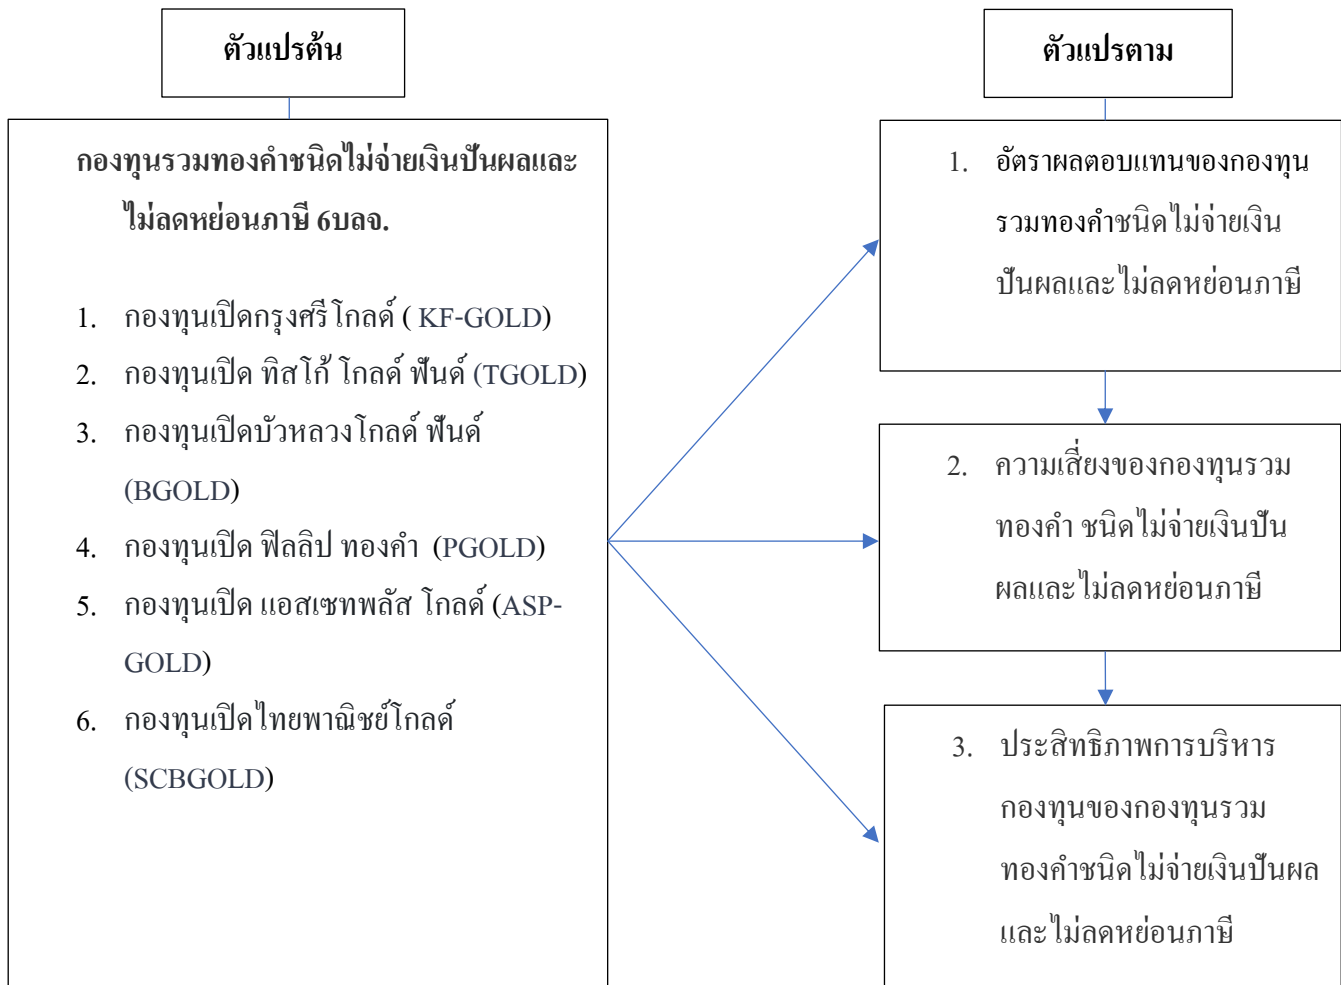 ตัวแปรต้น
กองทุนรวมทองคำชนิดไม่จ่ายเงินปันผลและ
ไม่ลดหย่อนภาษี 6บลจ.
1. กองทุนเปิดกรุงศรีโกลด์ ( KF-GOLD)
2. กองทุนเปิด ทิสโก้ โกลด์ ฟันด์ (TGOLD)
3. กองทุนเปิดบัวหลวงโกลด์ ฟันด์
(BGOLD)
4. กองทุนเปิด ฟิลลิป ทองคำ (PGOLD)
5. กองทุนเปิด แอสเซทพลัส โกลด์ (ASP-
GOLD)
6. กองทุนเปิดไทยพาณิชย์โกลด์
(SCBGOLD)
ตัวแปรตาม
1. อัตราผลตอบแทนของกองทุน
รวมทองคำชนิดไม่จ่ายเงิน
ปันผลและไม่ลดหย่อนภาษี
2. ความเสี่ยงของกองทุนรวม
ทองคำ ชนิดไม่จ่ายเงินปัน
ผลและไม่ลดหย่อนภาษี
3. ประสิทธิภาพการบริหาร
กองทุนของกองทุนรวม
ทองคำชนิดไม่จ่ายเงินปันผล
และไม่ลดหย่อนภาษี